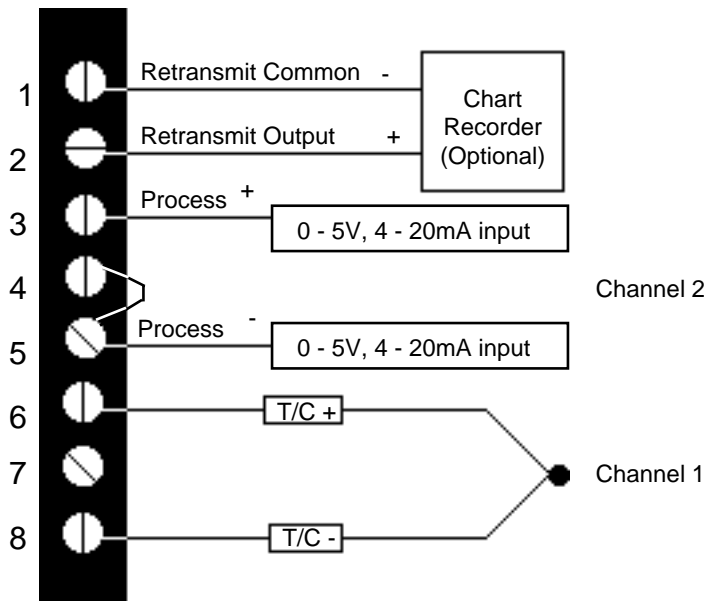 1
Retransmit Common -
Chart
Recorder
(Optional)
2
Retransmit Output +
3
Process +
0 - 5V, 4 - 20mA input
4
Channel 2
5
Process -
0 - 5V, 4 - 20mA input
6
T/C +
7
Channel 1
8
T/C -